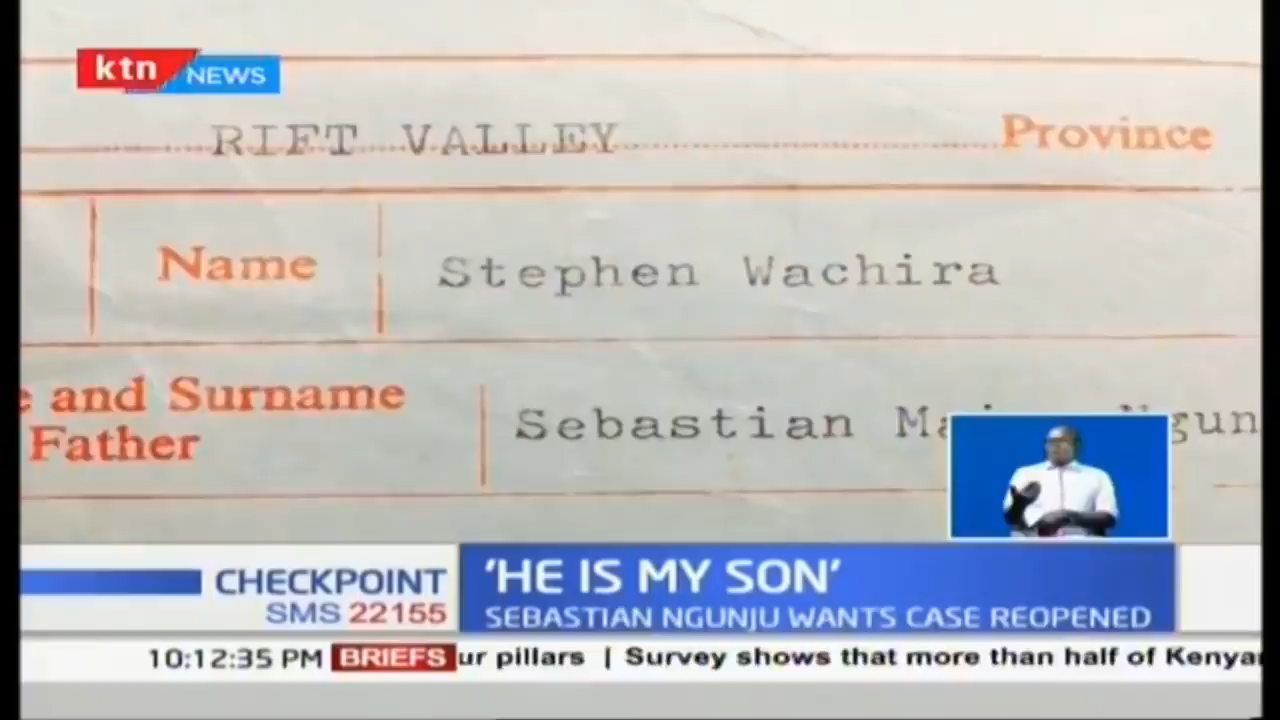 ktn NEWS
RIFT VALLEY Province
Name Stephen Wachira
and Surname
Father
Sebastian
CHECKPOINT
SMS 22155
'HE IS MY SON'
SEBASTIAN NGUNJU WANTS CASE REOPENED
10:12:35 PM BRIEFS pillars | Survey shows that more than half of